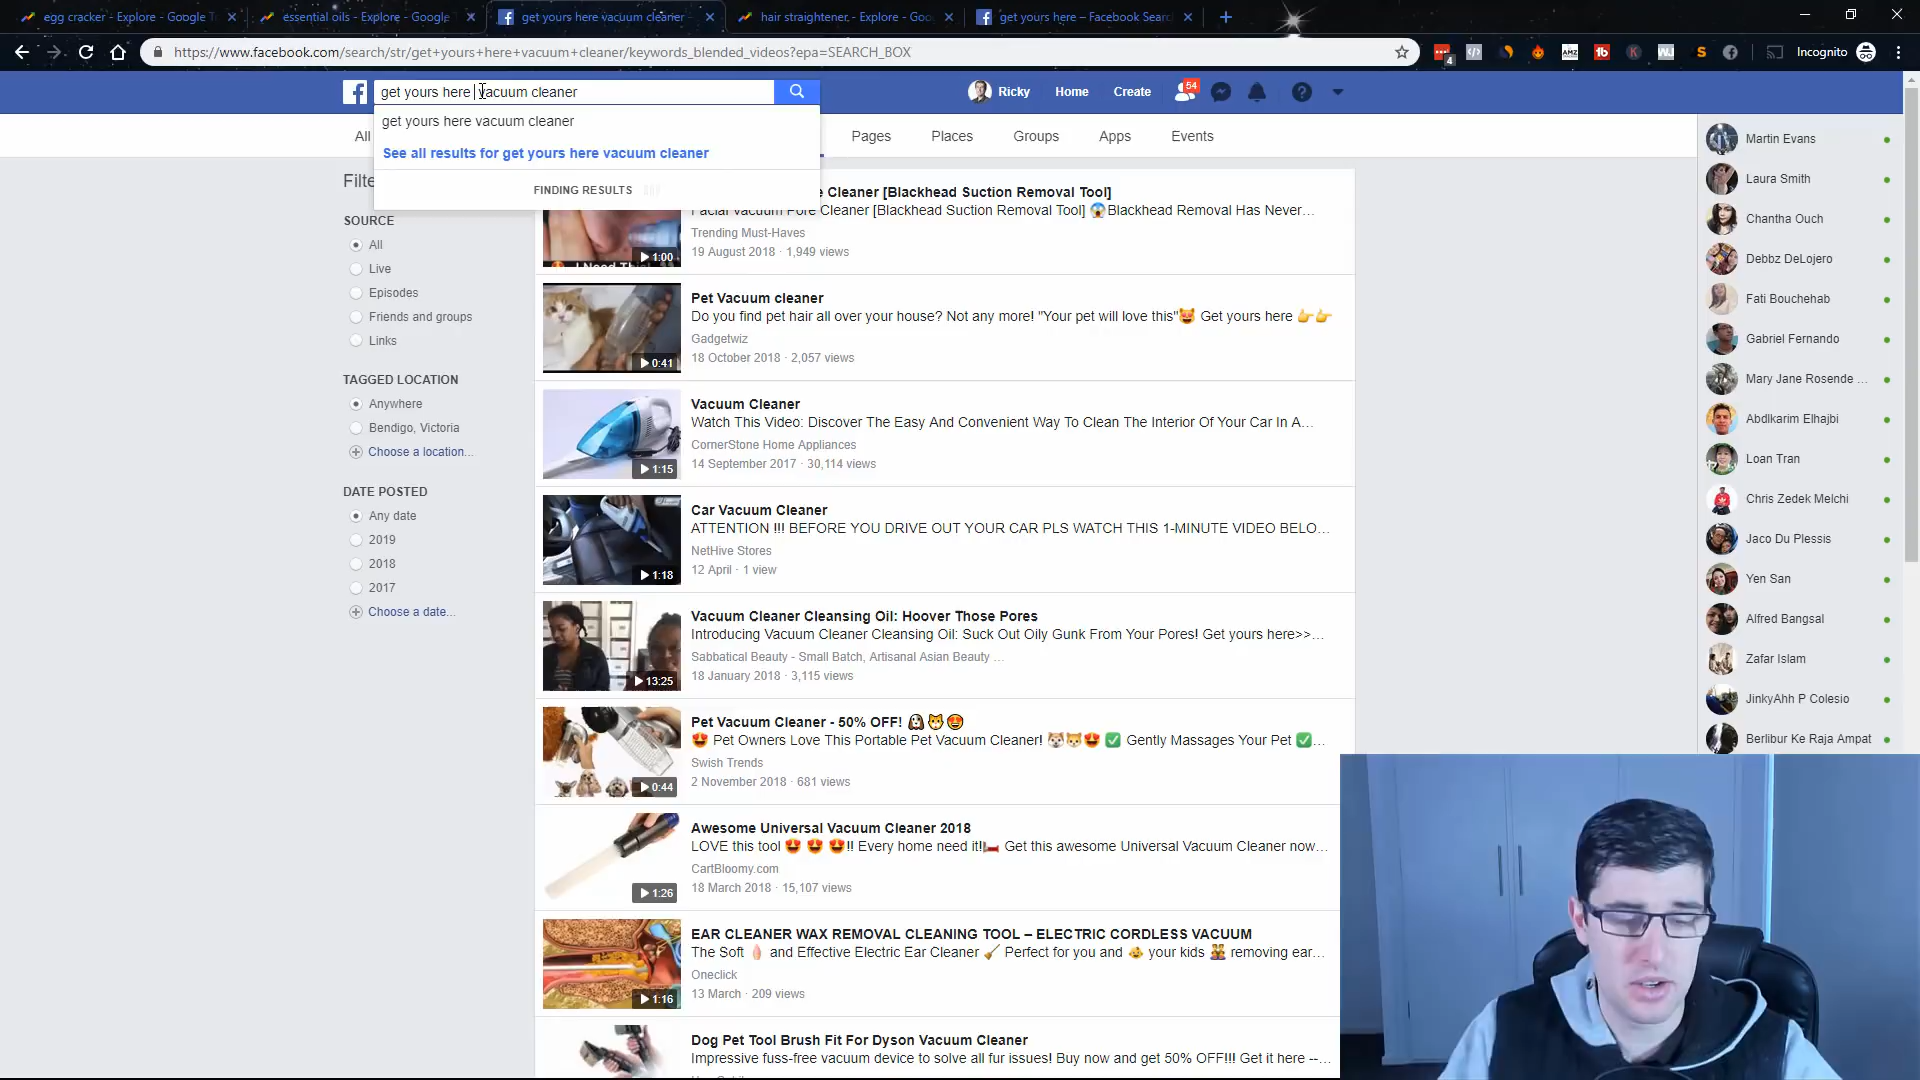 egg cracker - Explore - Google T
essential oils - Explore - Google
get yours here vacuum cleaner
hair straightener, - Explore - Goo
get yours here – Facebook Sear
https://www.facebook.com/search/str/get+yours+here+vacuum+cleaner/keywords_blended_videos?epa=SEARCH_BOX
4
AMZ
Incognito
get yours here vacuum cleaner
Ricky
Home
Create
54
get yours here vacuum cleaner
See all results for get yours here vacuum cleaner
FINDING RESULTS
All
Pages
Places
Groups
Apps
Events
Filte
SOURCE
All
Live
Episodes
Friends and groups
Links
TAGGED LOCATION
Anywhere
Bendigo, Victoria
Choose a location...
DATE POSTED
Any date
2019
2018
2017
Choose a date...
Cleaner [Blackhead Suction Removal Tool]
Facial Vacuum Pore Cleaner [Blackhead Suction Removal Tool] 😱Blackhead Removal Has Never…
Trending Must-Haves
19 August 2018 · 1,949 views
1:00
Pet Vacuum cleaner
Do you find pet hair all over your house? Not any more! "Your pet will love this"😻 Get yours here 👉👉
Gadgetwiz
18 October 2018 · 2,057 views
0:41
Vacuum Cleaner
Watch This Video: Discover The Easy And Convenient Way To Clean The Interior Of Your Car In A…
CornerStone Home Appliances
14 September 2017 · 30,114 views
1:15
Car Vacuum Cleaner
ATTENTION !!! BEFORE YOU DRIVE OUT YOUR CAR PLS WATCH THIS 1-MINUTE VIDEO BELO…
NetHive Stores
12 April · 1 view
1:18
Vacuum Cleaner Cleansing Oil: Hoover Those Pores
Introducing Vacuum Cleaner Cleansing Oil: Suck Out Oily Gunk From Your Pores! Get yours here>>…
Sabbatical Beauty - Small Batch, Artisanal Asian Beauty …
18 January 2018 · 3,115 views
13:25
Pet Vacuum Cleaner - 50% OFF! 🐶🐱😍
😍 Pet Owners Love This Portable Pet Vacuum Cleaner! 🐭🐱😍 ✅ Gently Massages Your Pet ✅…
Swish Trends
2 November 2018 · 681 views
0:44
Awesome Universal Vacuum Cleaner 2018
LOVE this tool 😍 😍 😍!! Every home need it!🛏 Get this awesome Universal Vacuum Cleaner now…
CartBloomy.com
18 March 2018 · 15,107 views
1:26
EAR CLEANER WAX REMOVAL CLEANING TOOL – ELECTRIC CORDLESS VACUUM
The Soft 👂 and Effective Electric Ear Cleaner 🧹 Perfect for you and 🤩 your kids 👫 removing ear…
Oneclick
13 March · 209 views
1:16
Dog Pet Tool Brush Fit For Dyson Vacuum Cleaner
Impressive fuss-free vacuum device to solve all fur issues! Buy now and get 50% OFF!!! Get it here --…
Martin Evans
Laura Smith
Chantha Ouch
Debbz DeLojero
Fati Bouchehab
Gabriel Fernando
Mary Jane Rosende ...
Abdlkarim Elhajbi
Loan Tran
Chris Zedek Melchi
Jaco Du Plessis
Yen San
Alfred Bangsal
Zafar Islam
JinkyAhh P Colesio
Berlibur Ke Raja Ampat